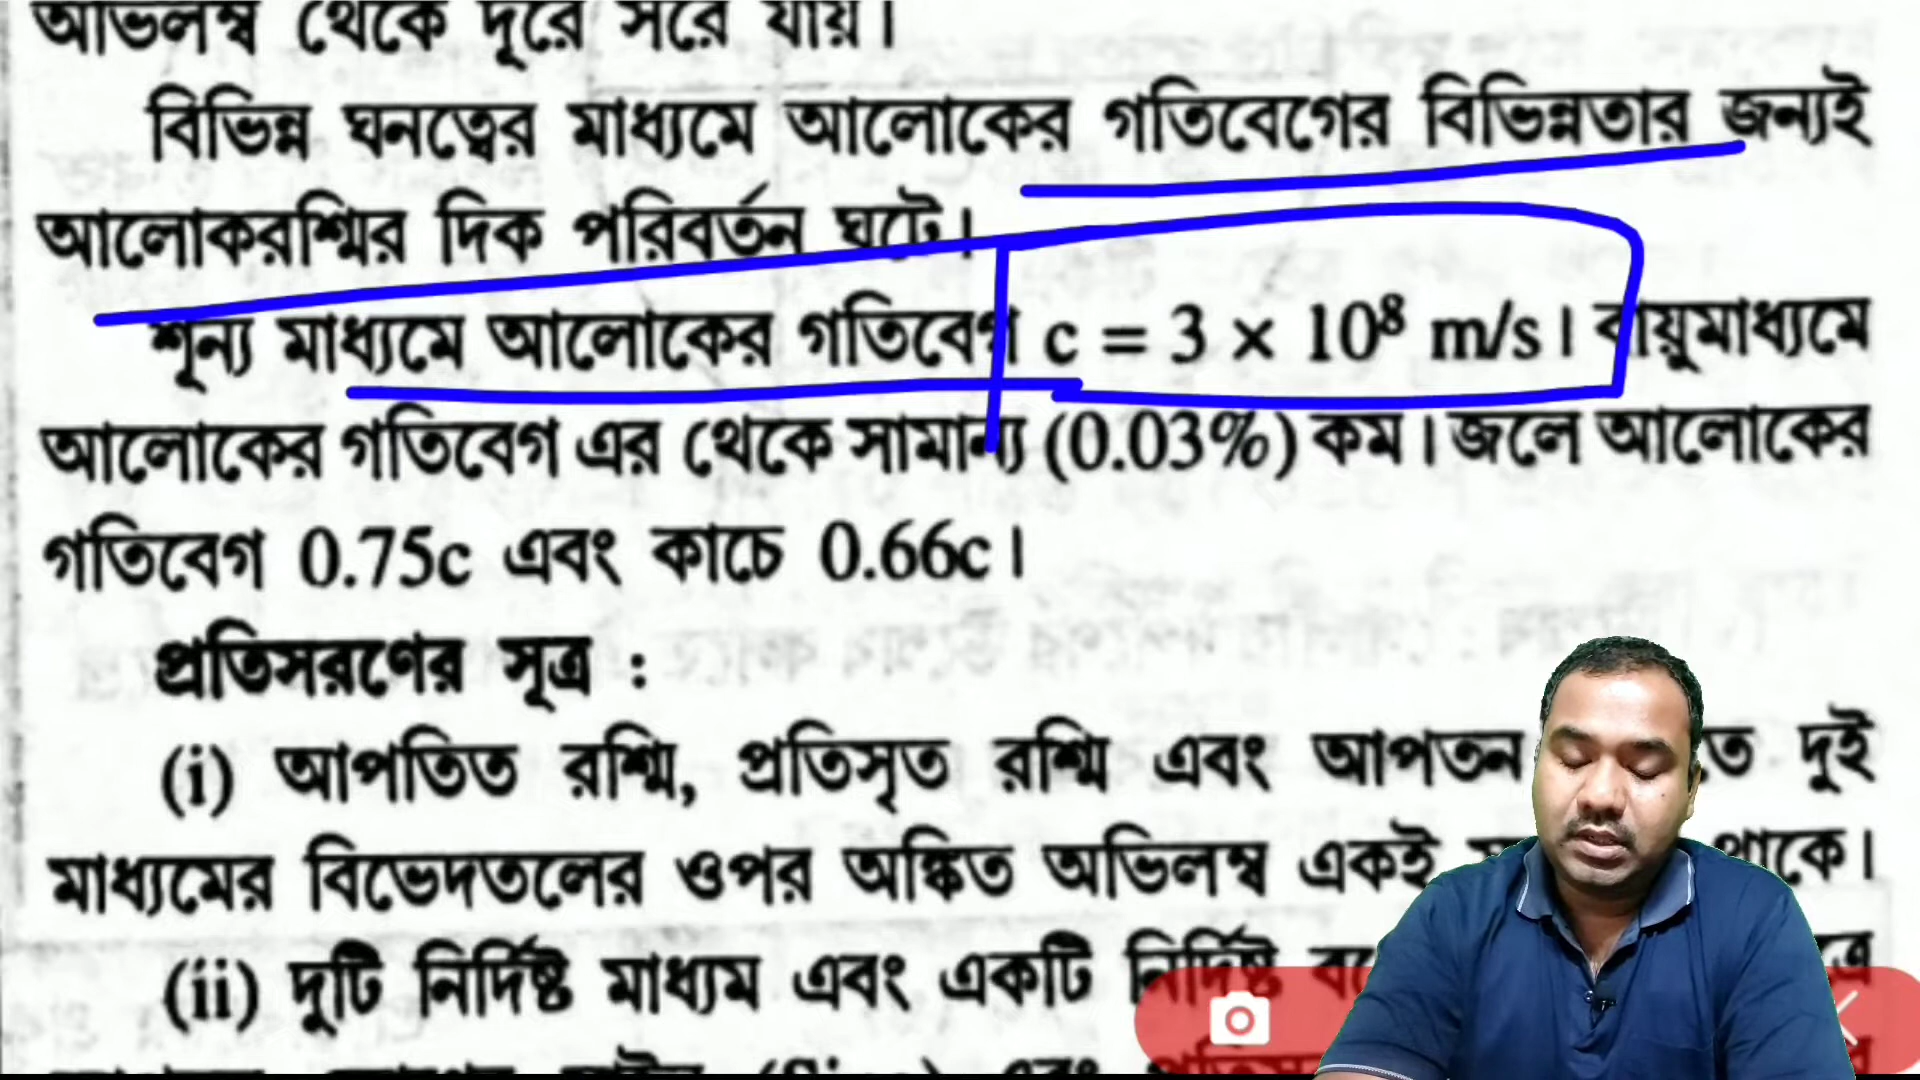 অভিলম্ব থেকে দূরে সরে যায়।
বিভিন্ন ঘনত্বের মাধ্যমে আলোকের গতিবেগের বিভিন্নতার জন্যই
আলোকরশ্মির দিক পরিবর্তন ঘটে।
শূন্য মাধ্যমে আলোকের গতিবেগ c = 3 × 10⁸ m/s। বায়ুমাধ্যমে
আলোকের গতিবেগ এর থেকে সামান্য (0.03%) কম। জলে আলোকের
গতিবেগ 0.75c এবং কাচে 0.66c।
প্রতিসরণের সূত্র :
(i) আপতিত রশ্মি, প্রতিসৃত রশ্মি এবং আপতন দুই
মাধ্যমের বিভেদতলের ওপর অঙ্কিত অভিলম্ব একই থাকে।
(ii) দুটি নির্দিষ্ট মাধ্যম এবং একটি নির্দিষ্ট